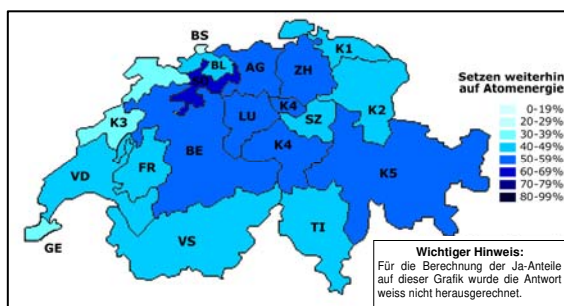 BS
K1
BL
AG
ZH
SO
Setzen weiterhin
auf Atomenergie
0-19%
20-29%
30-39%
40-49%
50-59%
60-69%
70-79%
80-99%
K4
K2
K3
LU
SZ
BE
K4
FR
K5
VD
GE
VS
TI
Wichtiger Hinweis:
Für die Berechnung der Ja-Anteile
auf dieser Grafik wurde die Antwort
weiss nicht herausgerechnet.